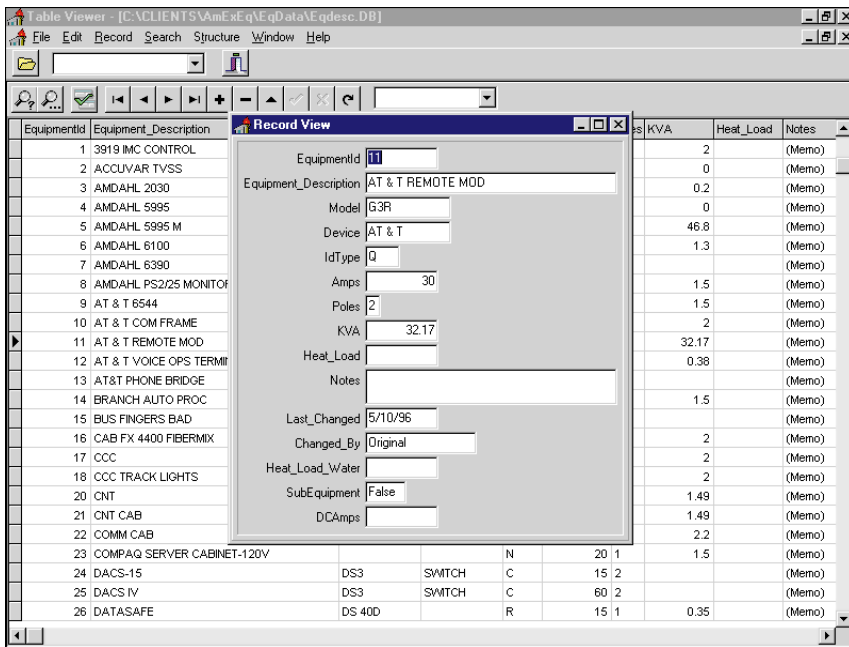 Table Viewer - [C:\CLIENTS\AmExEq\EqData\Eqdesc.DB]
File Edit Record Search Structure Window Help
EquipmentId Equipment_Description es KVA Heat_Load Notes
1 3919 IMC CONTROL 2 (Memo)
2 ACCUVAR TVSS 0 (Memo)
3 AMDAHL 2030 0.2 (Memo)
4 AMDAHL 5995 0 (Memo)
5 AMDAHL 5995 M 46.8 (Memo)
6 AMDAHL 6100 1.3 (Memo)
7 AMDAHL 6390 (Memo)
8 AMDAHL PS2/25 MONITOR 1.5 (Memo)
9 AT & T 6544 1.5 (Memo)
10 AT & T COM FRAME 2 (Memo)
11 AT & T REMOTE MOD 32.17 (Memo)
12 AT & T VOICE OPS TERMIN 0.38 (Memo)
13 AT&T PHONE BRIDGE (Memo)
14 BRANCH AUTO PROC 1.5 (Memo)
15 BUS FINGERS BAD (Memo)
16 CAB FX 4400 FIBERMIX 2 (Memo)
17 CCC 2 (Memo)
18 CCC TRACK LIGHTS 2 (Memo)
20 CNT 1.49 (Memo)
21 CNT CAB 1.49 (Memo)
22 COMM CAB 2.2 (Memo)
23 COMPAQ SERVER CABINET-120V N 20 1 1.5 (Memo)
24 DACS-15 DS3 SWITCH C 15 2 (Memo)
25 DACS IV DS3 SWITCH C 60 2 (Memo)
26 DATASAFE DS 40D R 15 1 0.35 (Memo)
Record View
EquipmentId 11
Equipment_Description AT & T REMOTE MOD
Model G3R
Device AT & T
IdType Q
Amps 30
Poles 2
KVA 32.17
Heat_Load
Notes
Last_Changed 5/10/96
Changed_By Original
Heat_Load_Water
SubEquipment False
DCAmps